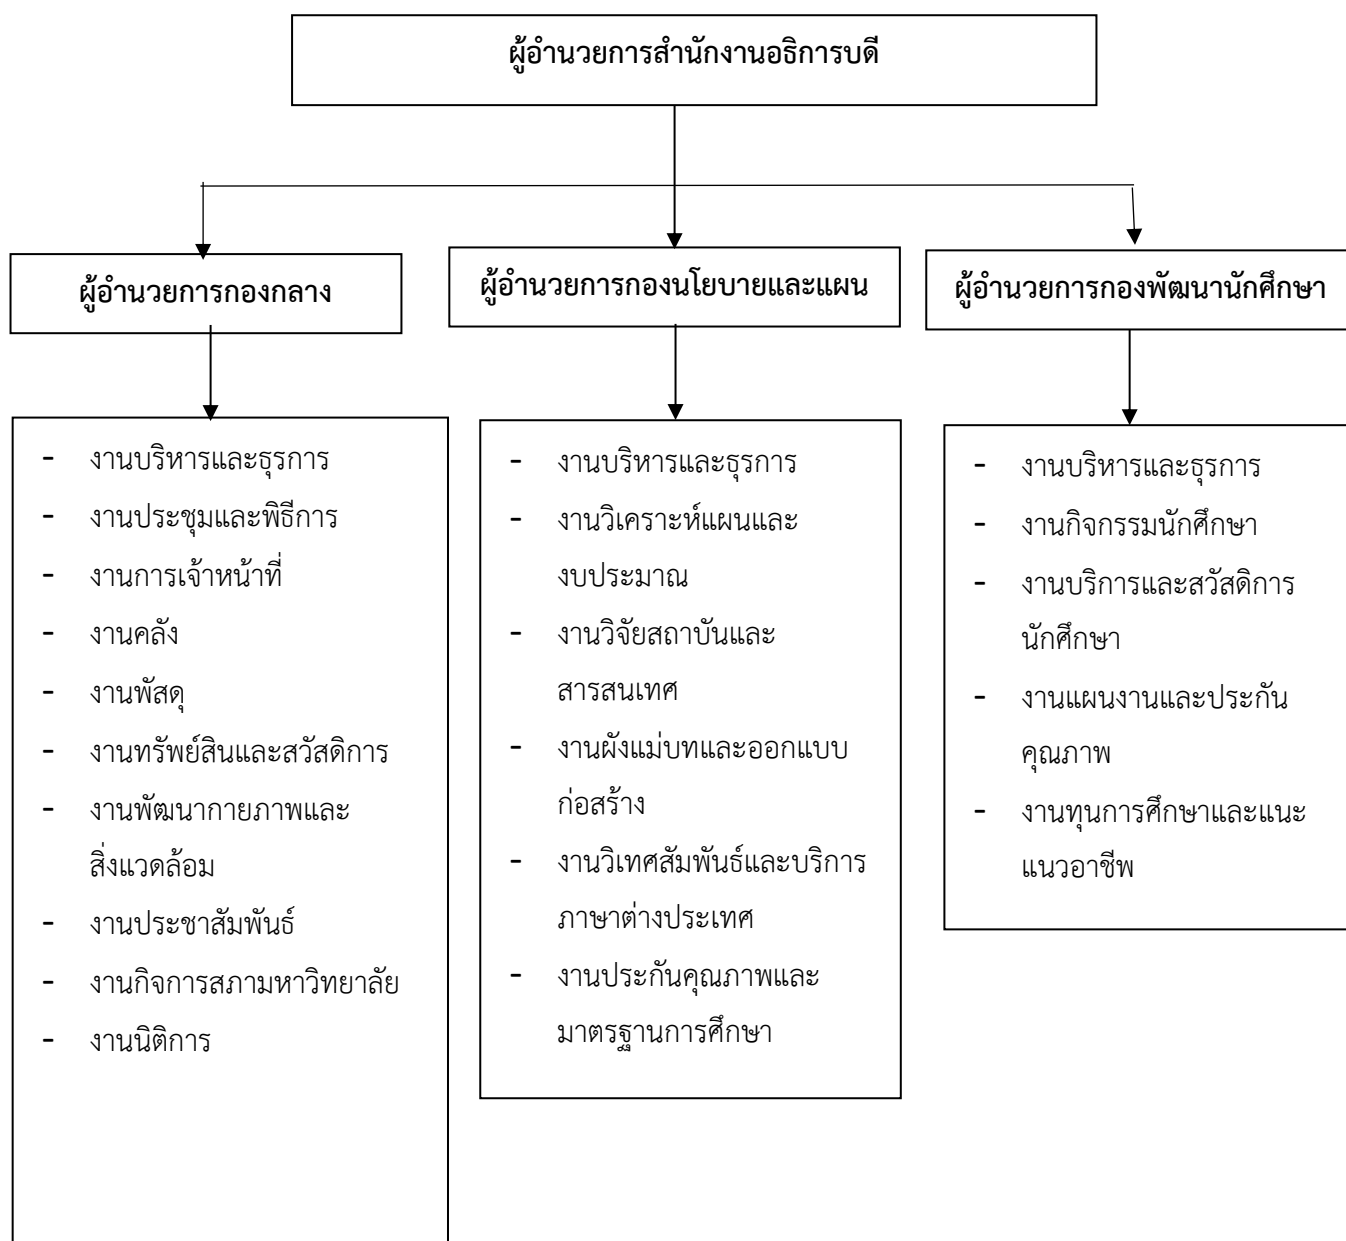 ผู้อำนวยการสำนักงานอธิการบดี
ผู้อำนวยการกองกลาง
ผู้อำนวยการกองนโยบายและแผน
ผู้อำนวยการกองพัฒนานักศึกษา
- งานบริหารและธุรการ
- งานประชุมและพิธีการ
- งานการเจ้าหน้าที่
- งานคลัง
- งานพัสดุ
- งานทรัพย์สินและสวัสดิการ
- งานพัฒนากายภาพและ
สิ่งแวดล้อม
- งานประชาสัมพันธ์
- งานกิจการสภามหาวิทยาลัย
- งานนิติการ
- งานบริหารและธุรการ
- งานวิเคราะห์แผนและ
งบประมาณ
- งานวิจัยสถาบันและ
สารสนเทศ
- งานผังแม่บทและออกแบบ
ก่อสร้าง
- งานวิเทศสัมพันธ์และบริการ
ภาษาต่างประเทศ
- งานประกันคุณภาพและ
มาตรฐานการศึกษา
- งานบริหารและธุรการ
- งานกิจกรรมนักศึกษา
- งานบริการและสวัสดิการ
นักศึกษา
- งานแผนงานและประกัน
คุณภาพ
- งานทุนการศึกษาและแนะ
แนวอาชีพ